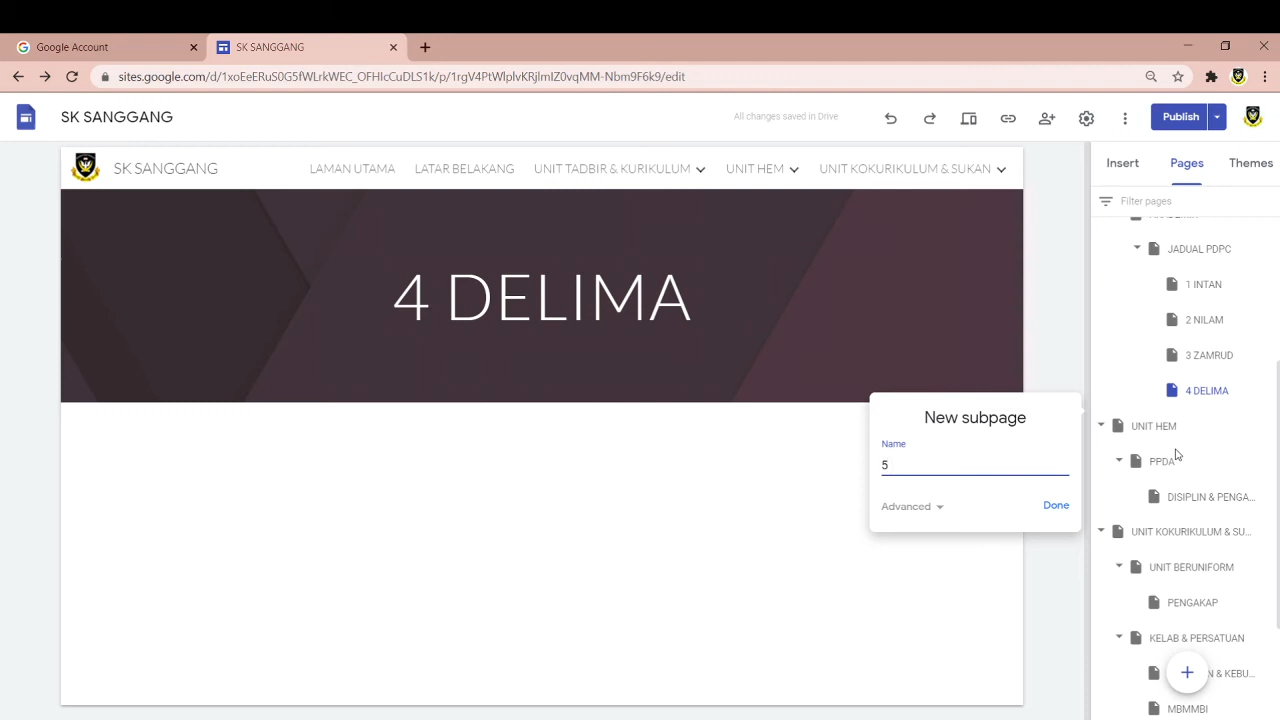 Google Account
SK SANGGANG
sites.google.com/d/1xoEeERuS0G5fWLrkWEC_OFHIcCuDLS1k/p/1rgV4PtWlplvKRjlmIZ0vqMM-Nbm9F6k9/edit
SK SANGGANG
All changes saved in Drive
Publish
SK SANGGANG
LAMAN UTAMA
LATAR BELAKANG
UNIT TADBIR & KURIKULUM
UNIT HEM
UNIT KOKURIKULUM & SUKAN
4 DELIMA
Insert
Pages
Themes
Filter pages
JADUAL PDPC
1 INTAN
2 NILAM
3 ZAMRUD
4 DELIMA
UNIT HEM
PPDA
DISIPLIN & PENGA...
UNIT KOKURIKULUM & SU...
UNIT BERUNIFORM
PENGAKAP
KELAB & PERSATUAN
N & KEBU...
MBMMBI
New subpage
Name
5
Advanced
Done